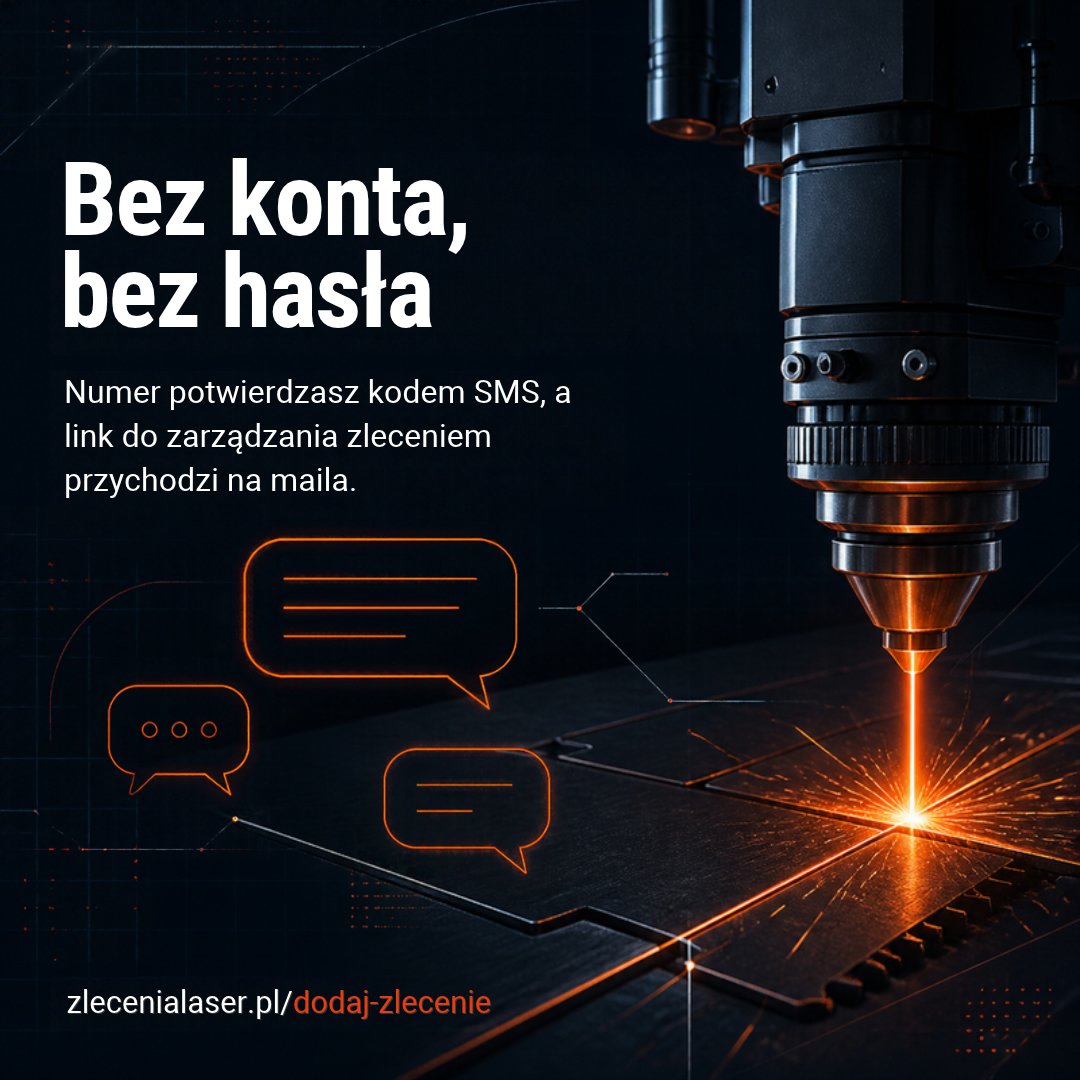 Bez konta,
bez hasła
Numer potwierdzasz kodem SMS, a
link do zarządzania zleceniem
przychodzi na maila.
zlecenialaser.pl/dodaj-zlecenie